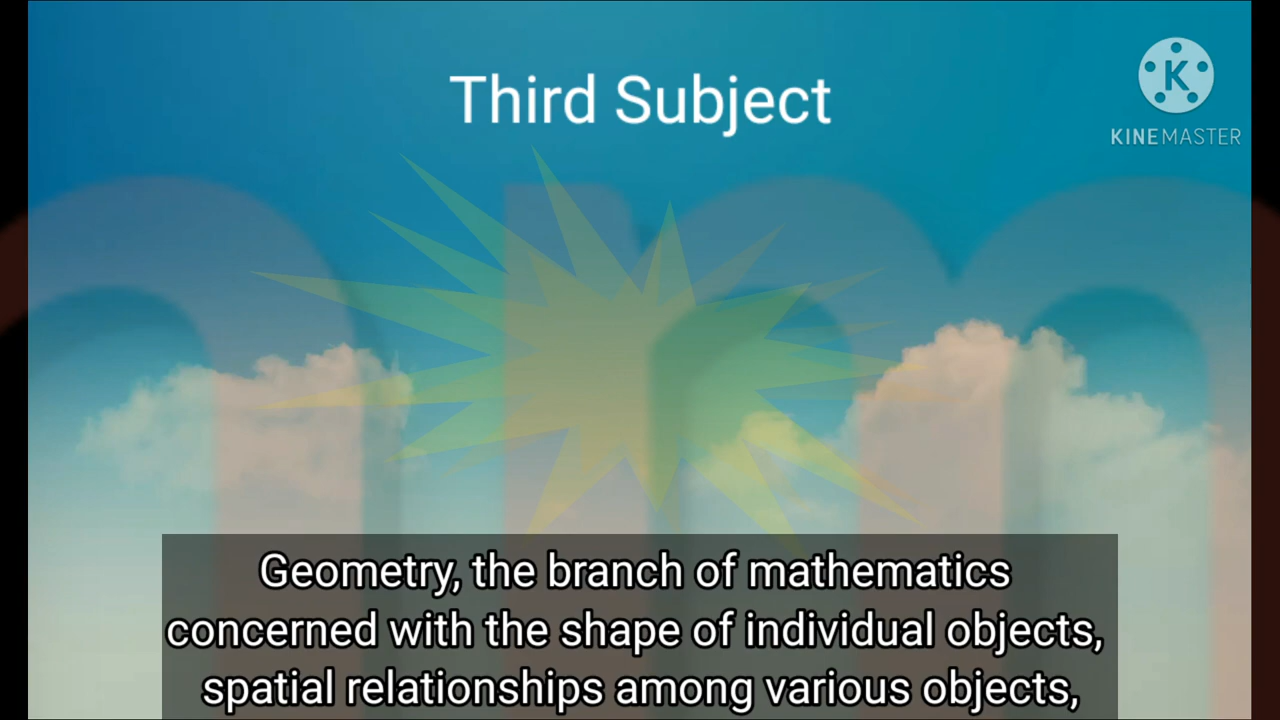 Third Subject
K
KINEMASTER
Geometry, the branch of mathematics
concerned with the shape of individual objects,
spatial relationships among various objects,